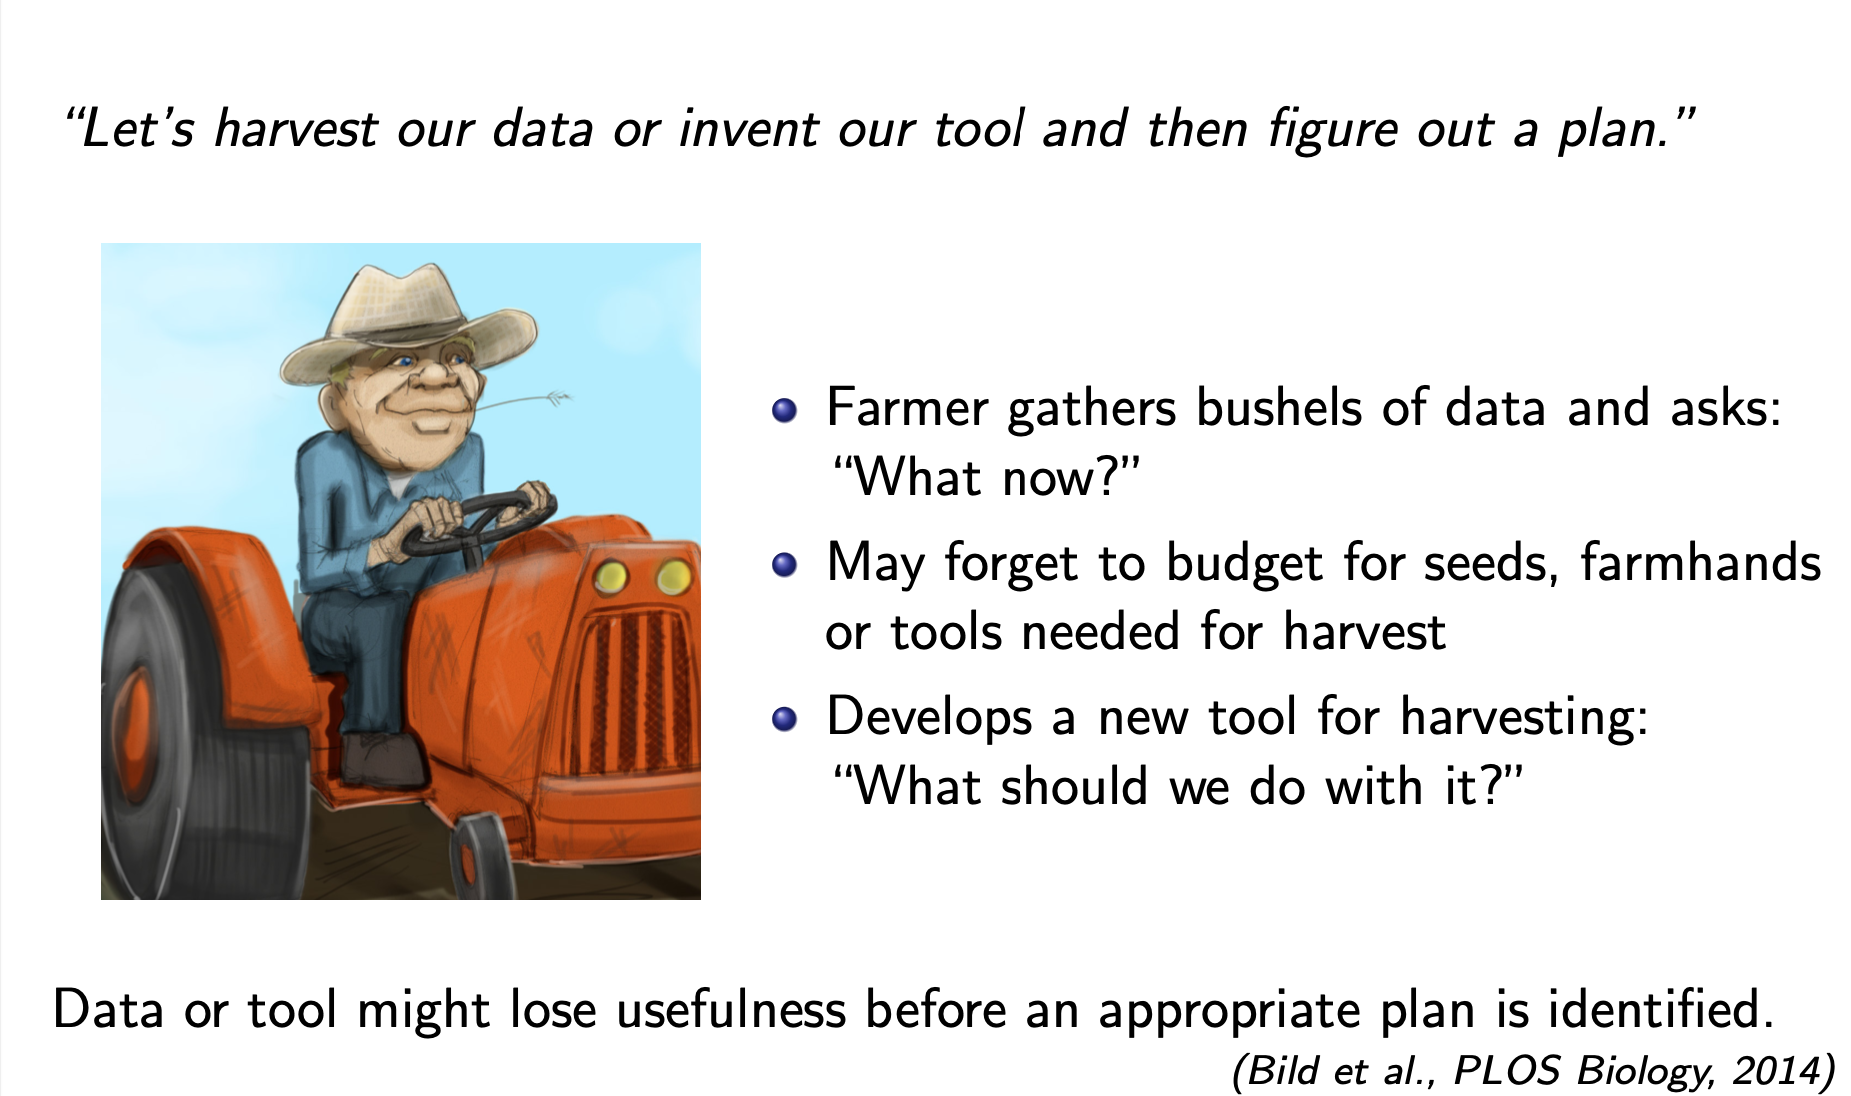 “Let’s harvest our data or invent our tool and then figure out a plan.”
Farmer gathers bushels of data and asks:
“What now?”
May forget to budget for seeds, farmhands
or tools needed for harvest
Develops a new tool for harvesting:
“What should we do with it?”
Data or tool might lose usefulness before an appropriate plan is identified.
(Bild et al., PLOS Biology, 2014)